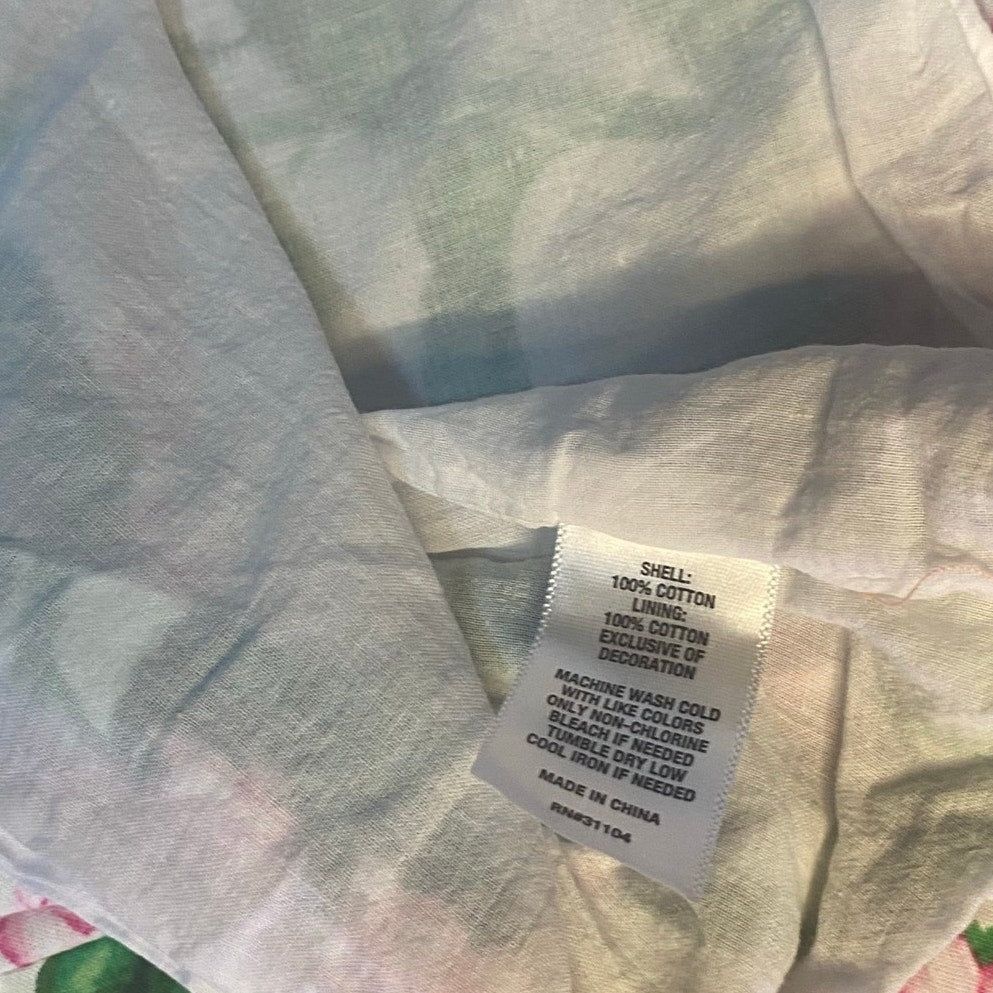 SHELL:
100% COTTON
LINING:
100% COTTON
EXCLUSIVE OF
DECORATION
MACHINE WASH COLD
WITH LIKE COLORS
ONLY NON-CHLORINE
BLEACH IF NEEDED
TUMBLE DRY LOW
COOL IRON IF NEEDED
MADE IN CHINA
RN#31104